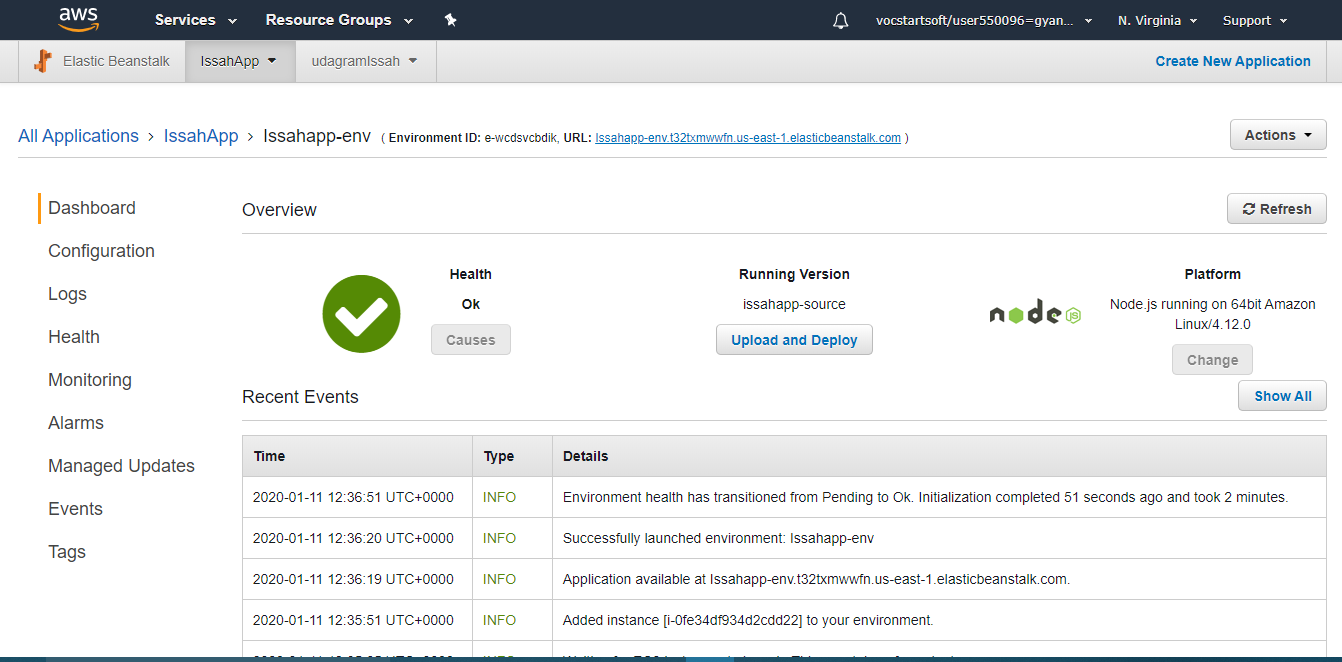 aws Services Resource Groups vocstartsoft/user550096=gyan... N. Virginia Support
Elastic Beanstalk IssahApp udagramIssah Create New Application
All Applications > IssahApp > Issahapp-env ( Environment ID: e-wcdsvcbdik, URL: Issahapp-env.t32txmwwfn.us-east-1.elasticbeanstalk.com ) Actions
Dashboard
Configuration
Logs
Health
Monitoring
Alarms
Managed Updates
Events
Tags
Overview Refresh
Health
Ok
Causes
Running Version
issahapp-source
Upload and Deploy
node JS
Platform
Node.js running on 64bit Amazon
Linux/4.12.0
Change
Recent Events Show All
Time Type Details
2020-01-11 12:36:51 UTC+0000 INFO Environment health has transitioned from Pending to Ok. Initialization completed 51 seconds ago and took 2 minutes.
2020-01-11 12:36:20 UTC+0000 INFO Successfully launched environment: Issahapp-env
2020-01-11 12:36:19 UTC+0000 INFO Application available at Issahapp-env.t32txmwwfn.us-east-1.elasticbeanstalk.com.
2020-01-11 12:35:51 UTC+0000 INFO Added instance [i-0fe34df934d2cdd22] to your environment.